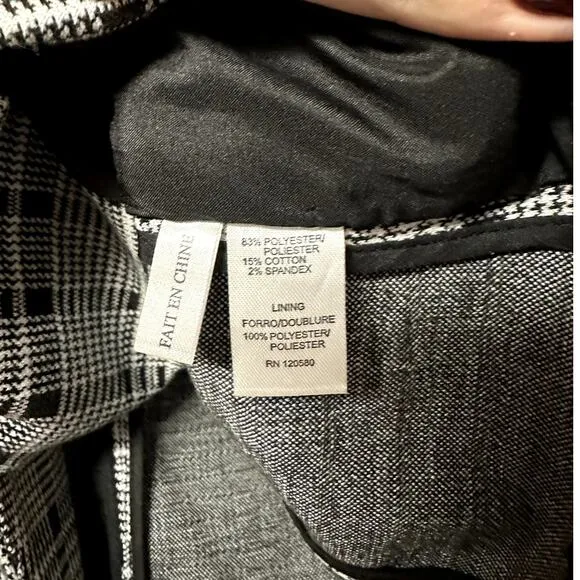 FAIT EN CHINE
83% POLYESTER/
POLIESTER
15% COTTON
2% SPANDEX
LINING
FORRO/DOUBLURE
100% POLYESTER/
POLIESTER
RN 120580